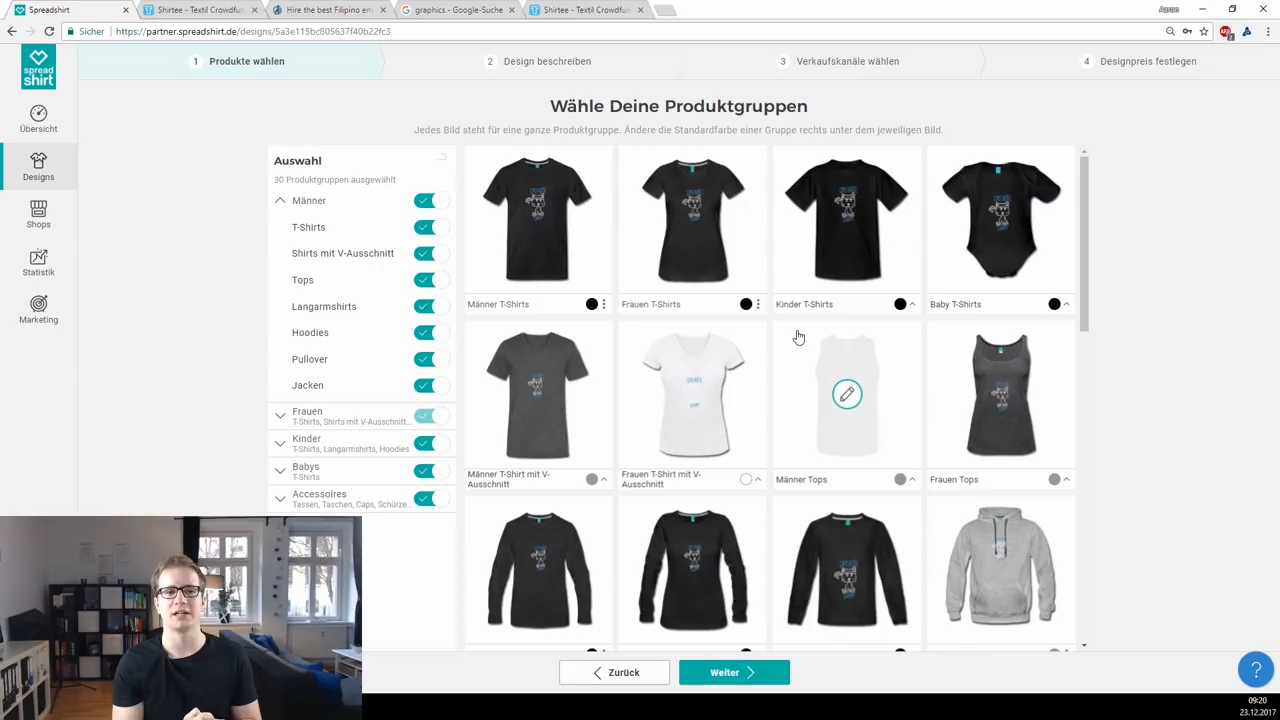 Spreadshirt
Shirtee - Textil Crowdfun
Hire the best Filipino em
graphics - Google-Suche
Shirtee - Textil Crowdfun
Aaron
Sicher
https://partner.spreadshirt.de/designs/5a3e115bc805637f40b22fc3
spread
shirt
1 Produkte wählen
2 Design beschreiben
3 Verkaufskanäle wählen
4 Designpreis festlegen
Übersicht
Designs
Shops
Statistik
Marketing
Wähle Deine Produktgruppen
Jedes Bild steht für eine ganze Produktgruppe. Ändere die Standardfarbe einer Gruppe rechts unter dem jeweiligen Bild.
Auswahl
30 Produktgruppen ausgewählt
Männer
T-Shirts
Shirts mit V-Ausschnitt
Tops
Langarmshirts
Hoodies
Pullover
Jacken
Frauen
T-Shirts, Shirts mit V-Ausschnitt...
Kinder
T-Shirts, Langarmshirts, Hoodies
Babys
T-Shirts
Accessoires
Tassen, Taschen, Caps, Schürze...
Männer T-Shirts
Frauen T-Shirts
Kinder T-Shirts
Baby T-Shirts
Männer T-Shirt mit V-
Ausschnitt
Frauen T-Shirt mit V-
Ausschnitt
Männer Tops
Frauen Tops
Zurück
Weiter
?
09:20
23.12.2017